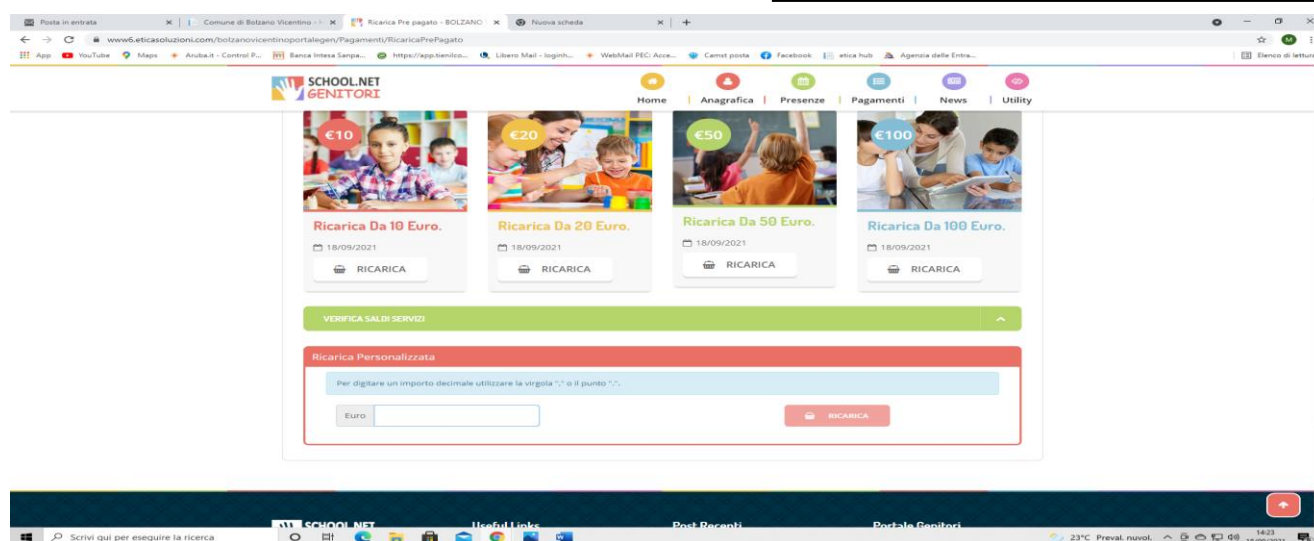 Posta in entrata
Comune di Bolzano Vicentino -
Ricarica Pre pagato - BOLZANO
Nuova scheda
www6.eticasoluzioni.com/bolzanovicentinoportalegen/Pagamenti/RicaricaPrePagato
M
App YouTube Maps Aruba.it - Control P... Banca Intesa Sanpa... https://app.tienilco... Libero Mail - loginh... WebMail PEC: Acce... Camst posta Facebook etica hub Agenzia delle Entra... Elenco di lettura
SCHOOL.NET
GENITORI
Home | Anagrafica | Presenze | Pagamenti | News | Utility
€10 €20 €50 €100
Ricarica Da 10 Euro. Ricarica Da 20 Euro. Ricarica Da 50 Euro. Ricarica Da 100 Euro.
18/09/2021 18/09/2021 18/09/2021 18/09/2021
RICARICA RICARICA RICARICA RICARICA
VERIFICA SALDI SERVIZI
Ricarica Personalizzata
Per digitare un importo decimale utilizzare la virgola "," o il punto ".".
Euro
RICARICA
SCHOOL.NET Useful Links Post Recenti Portale Genitori
Scrivi qui per eseguire la ricerca
23°C Preval. nuvol.
14:23
18/09/2021